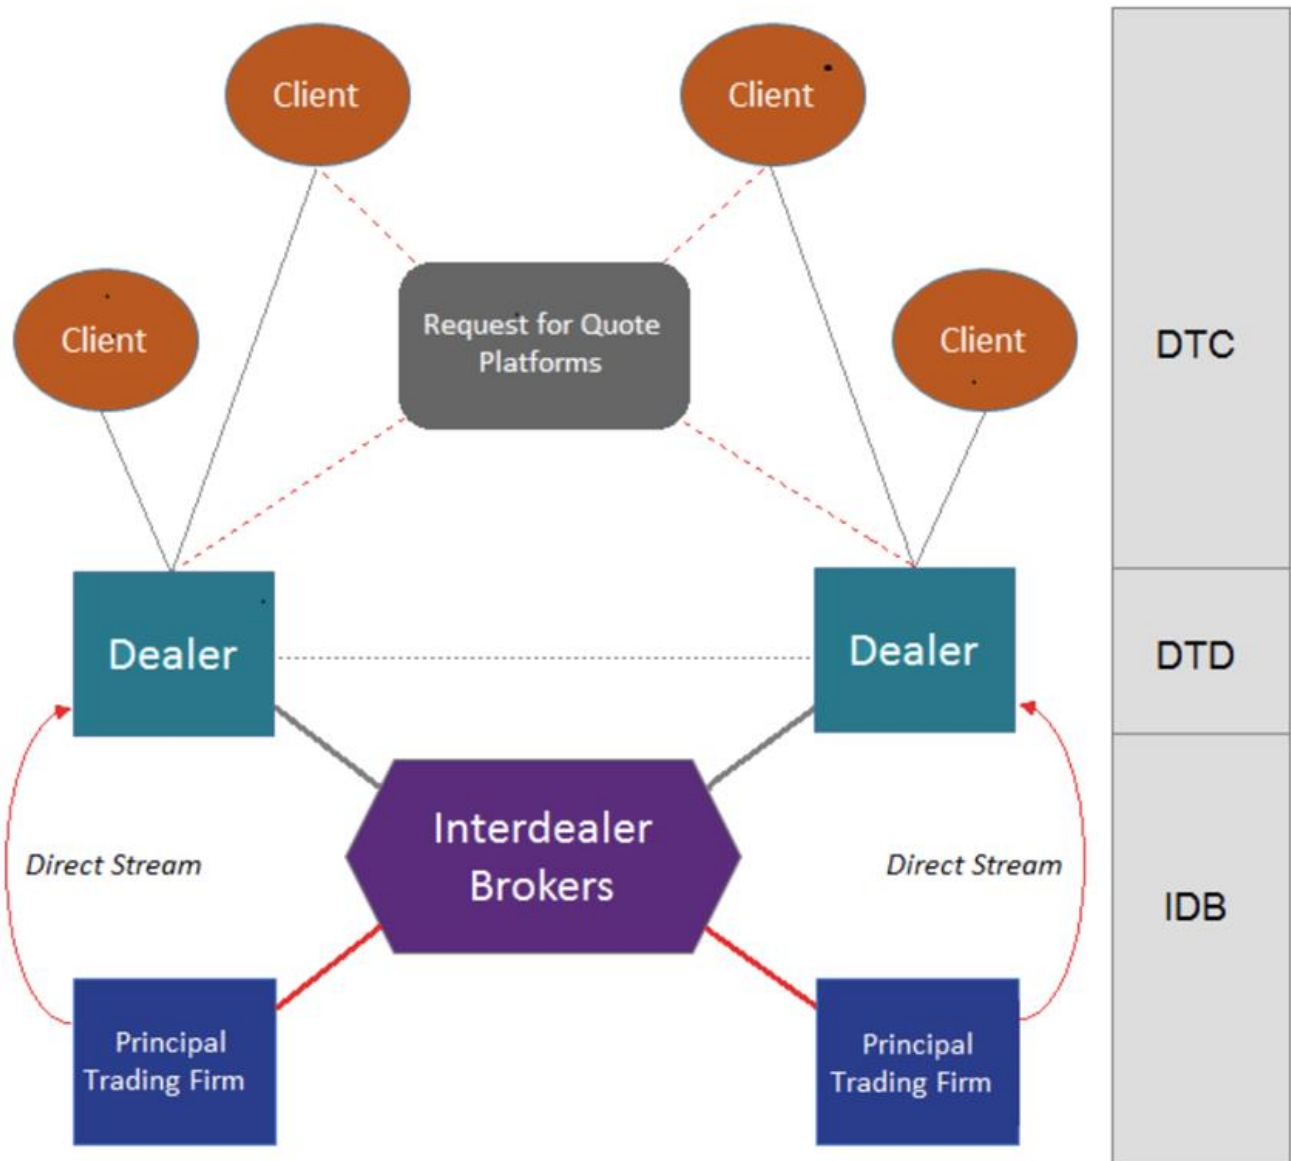 Client
Client
Client
Request for Quote
Platforms
Client
DTC
Dealer
Dealer
DTD
Interdealer
Brokers
Direct Stream
Direct Stream
IDB
Principal
Trading Firm
Principal
Trading Firm